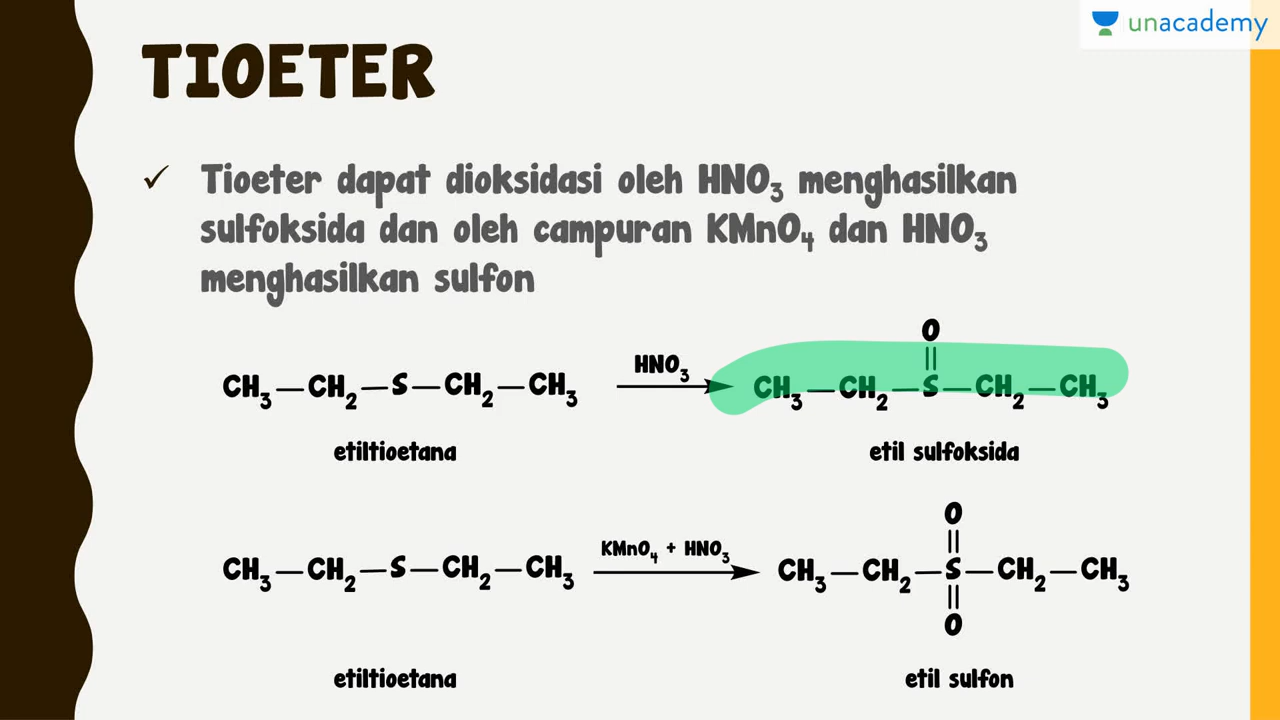 unacademy
TIOETER
✓ Tioeter dapat dioksidasi oleh HNO₃ menghasilkan
sulfoksida dan oleh campuran KMnO₄ dan HNO₃
menghasilkan sulfon
O
CH₃—CH₂—S—CH₂—CH₃ HNO₃ CH₃—CH₂—S—CH₂—CH₃
etiltioetana etil sulfoksida
O
CH₃—CH₂—S—CH₂—CH₃ KMnO₄ + HNO₃ CH₃—CH₂—S—CH₂—CH₃
O
etiltioetana etil sulfon